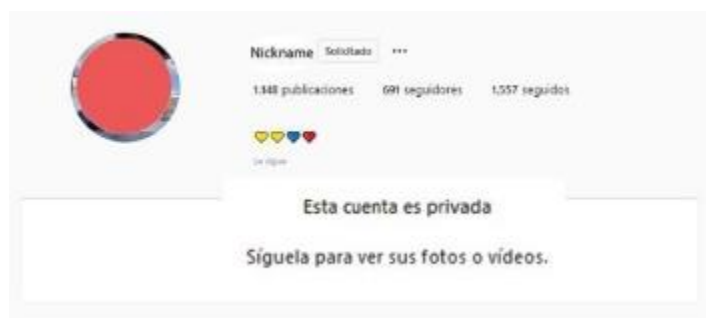 Nickname Solicitado ...
1.148 publicaciones 691 seguidores 1.557 seguidos
Esta cuenta es privada
Síguela para ver sus fotos o vídeos.